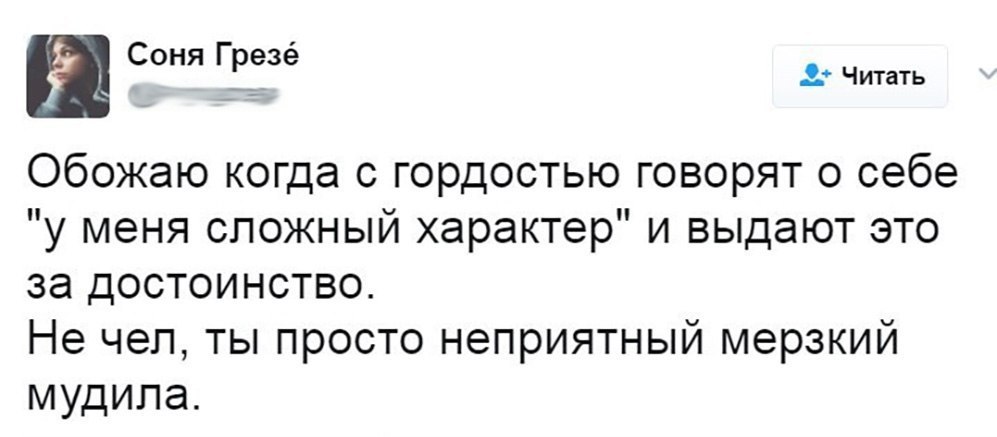 Соня Грезé
Читать
Обожаю когда с гордостью говорят о себе
"у меня сложный характер" и выдают это
за достоинство.
Не чел, ты просто неприятный мерзкий
мудила.